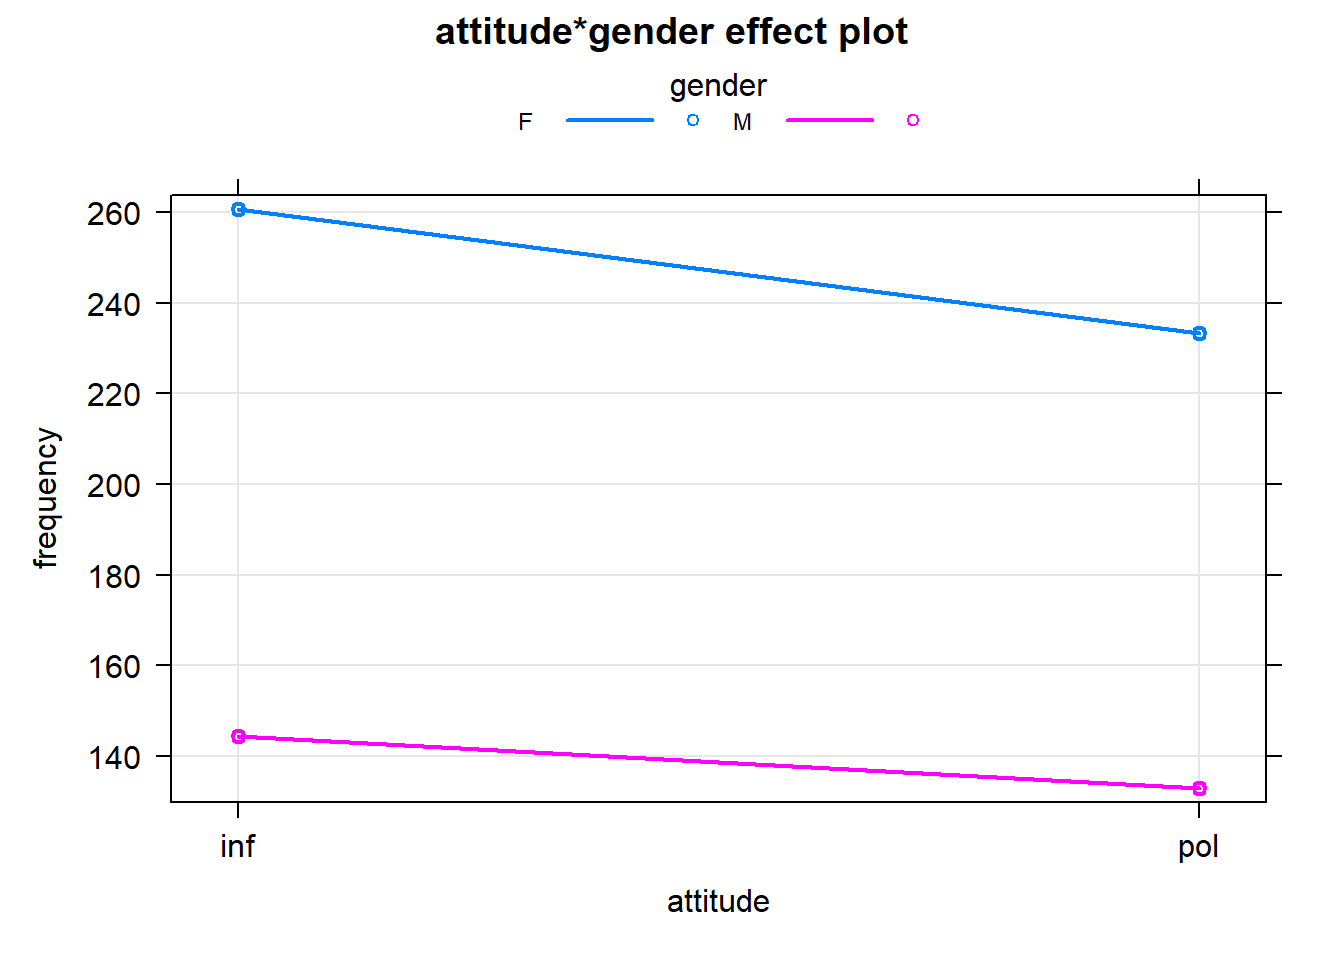 attitude*gender effect plot
gender
F M
260
240
220
200
180
160
140
frequency
inf pol
attitude